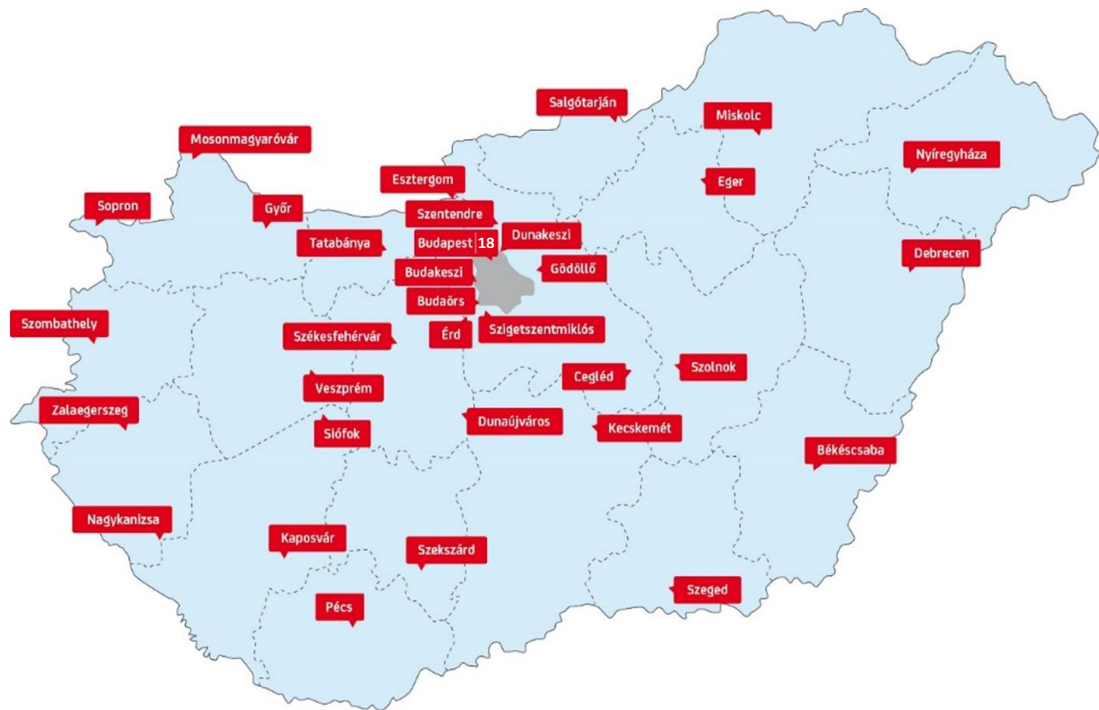 Salgótarján
Miskolc
Mosonmagyaróvár
Nyíregyháza
Esztergom
Eger
Sopron
Győr
Szentendre
Tatabánya
Budapest 18
Dunakeszi
Debrecen
Budakeszi
Gödöllő
Budaörs
Szombathely
Székesfehérvár
Érd
Szigetszentmiklós
Cegléd
Szolnok
Veszprém
Zalaegerszeg
Siófok
Dunaújváros
Kecskemét
Békéscsaba
Nagykanizsa
Kaposvár
Szekszárd
Szeged
Pécs